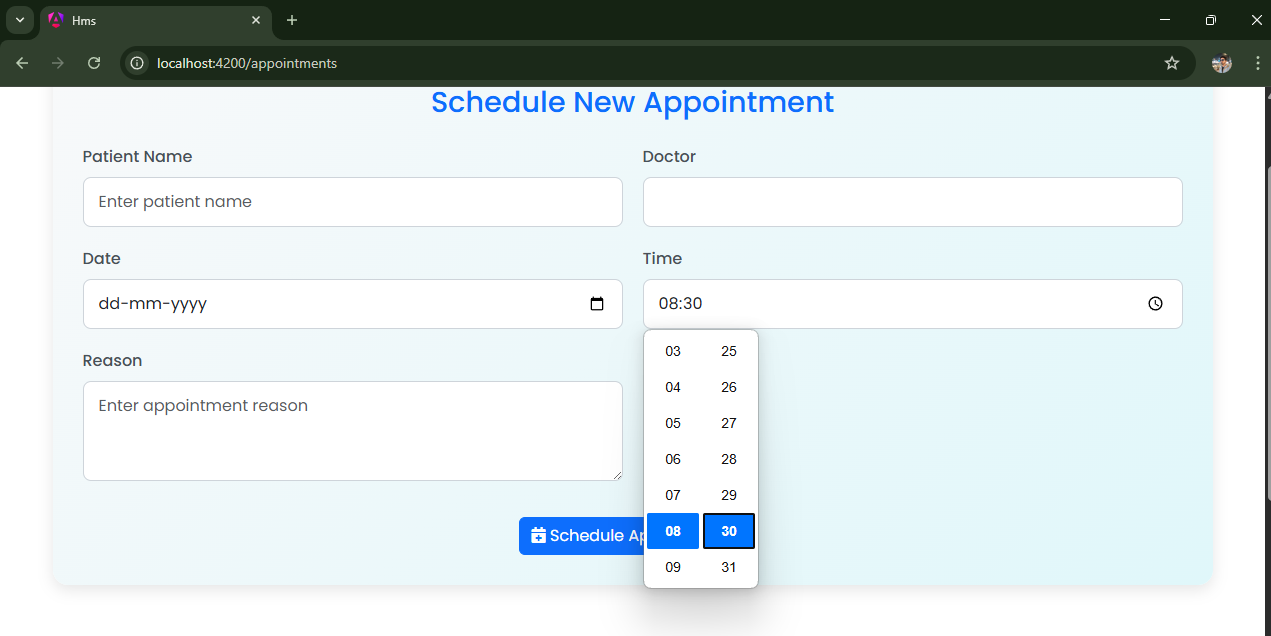 Hms
localhost:4200/appointments
Schedule New Appointment
Patient Name
Doctor
Enter patient name
Date
Time
dd-mm-yyyy
08:30
Reason
Enter appointment reason
03 25
04 26
05 27
06 28
07 29
08 30
09 31
Schedule Ap